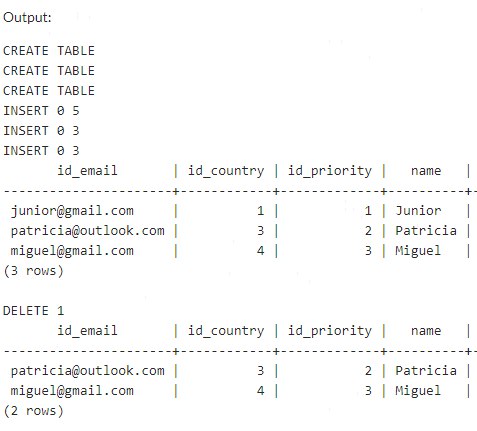 Output:
CREATE TABLE
CREATE TABLE
CREATE TABLE
INSERT 0 5
INSERT 0 3
INSERT 0 3
       id_email        | id_country | id_priority |   name   |
-----------------------+------------+-------------+----------+
 junior@gmail.com      |          1 |           1 | Junior   |
 patricia@outlook.com  |          3 |           2 | Patricia |
 miguel@gmail.com      |          4 |           3 | Miguel   |
(3 rows)
DELETE 1
       id_email        | id_country | id_priority |   name   |
-----------------------+------------+-------------+----------+
 patricia@outlook.com  |          3 |           2 | Patricia |
 miguel@gmail.com      |          4 |           3 | Miguel   |
(2 rows)